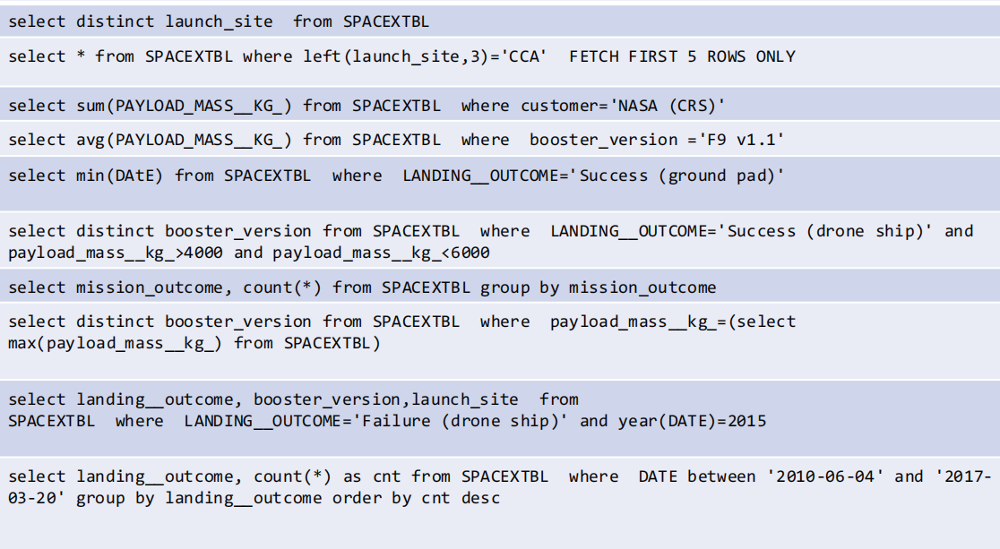 select distinct launch_site  from SPACEXTBL
select * from SPACEXTBL where left(launch_site,3)='CCA'  FETCH FIRST 5 ROWS ONLY
select sum(PAYLOAD_MASS__KG_) from SPACEXTBL  where customer='NASA (CRS)'
select avg(PAYLOAD_MASS__KG_) from SPACEXTBL  where  booster_version ='F9 v1.1'
select min(DAtE) from SPACEXTBL  where  LANDING__OUTCOME='Success (ground pad)'
select distinct booster_version from SPACEXTBL  where  LANDING__OUTCOME='Success (drone ship)' and
payload_mass__kg_>4000 and payload_mass__kg_<6000
select mission_outcome, count(*) from SPACEXTBL group by mission_outcome
select distinct booster_version from SPACEXTBL  where  payload_mass__kg_=(select
max(payload_mass__kg_) from SPACEXTBL)
select landing__outcome, booster_version,launch_site  from
SPACEXTBL  where  LANDING__OUTCOME='Failure (drone ship)' and year(DATE)=2015
select landing__outcome, count(*) as cnt from SPACEXTBL  where  DATE between '2010-06-04' and '2017-
03-20' group by landing__outcome order by cnt desc